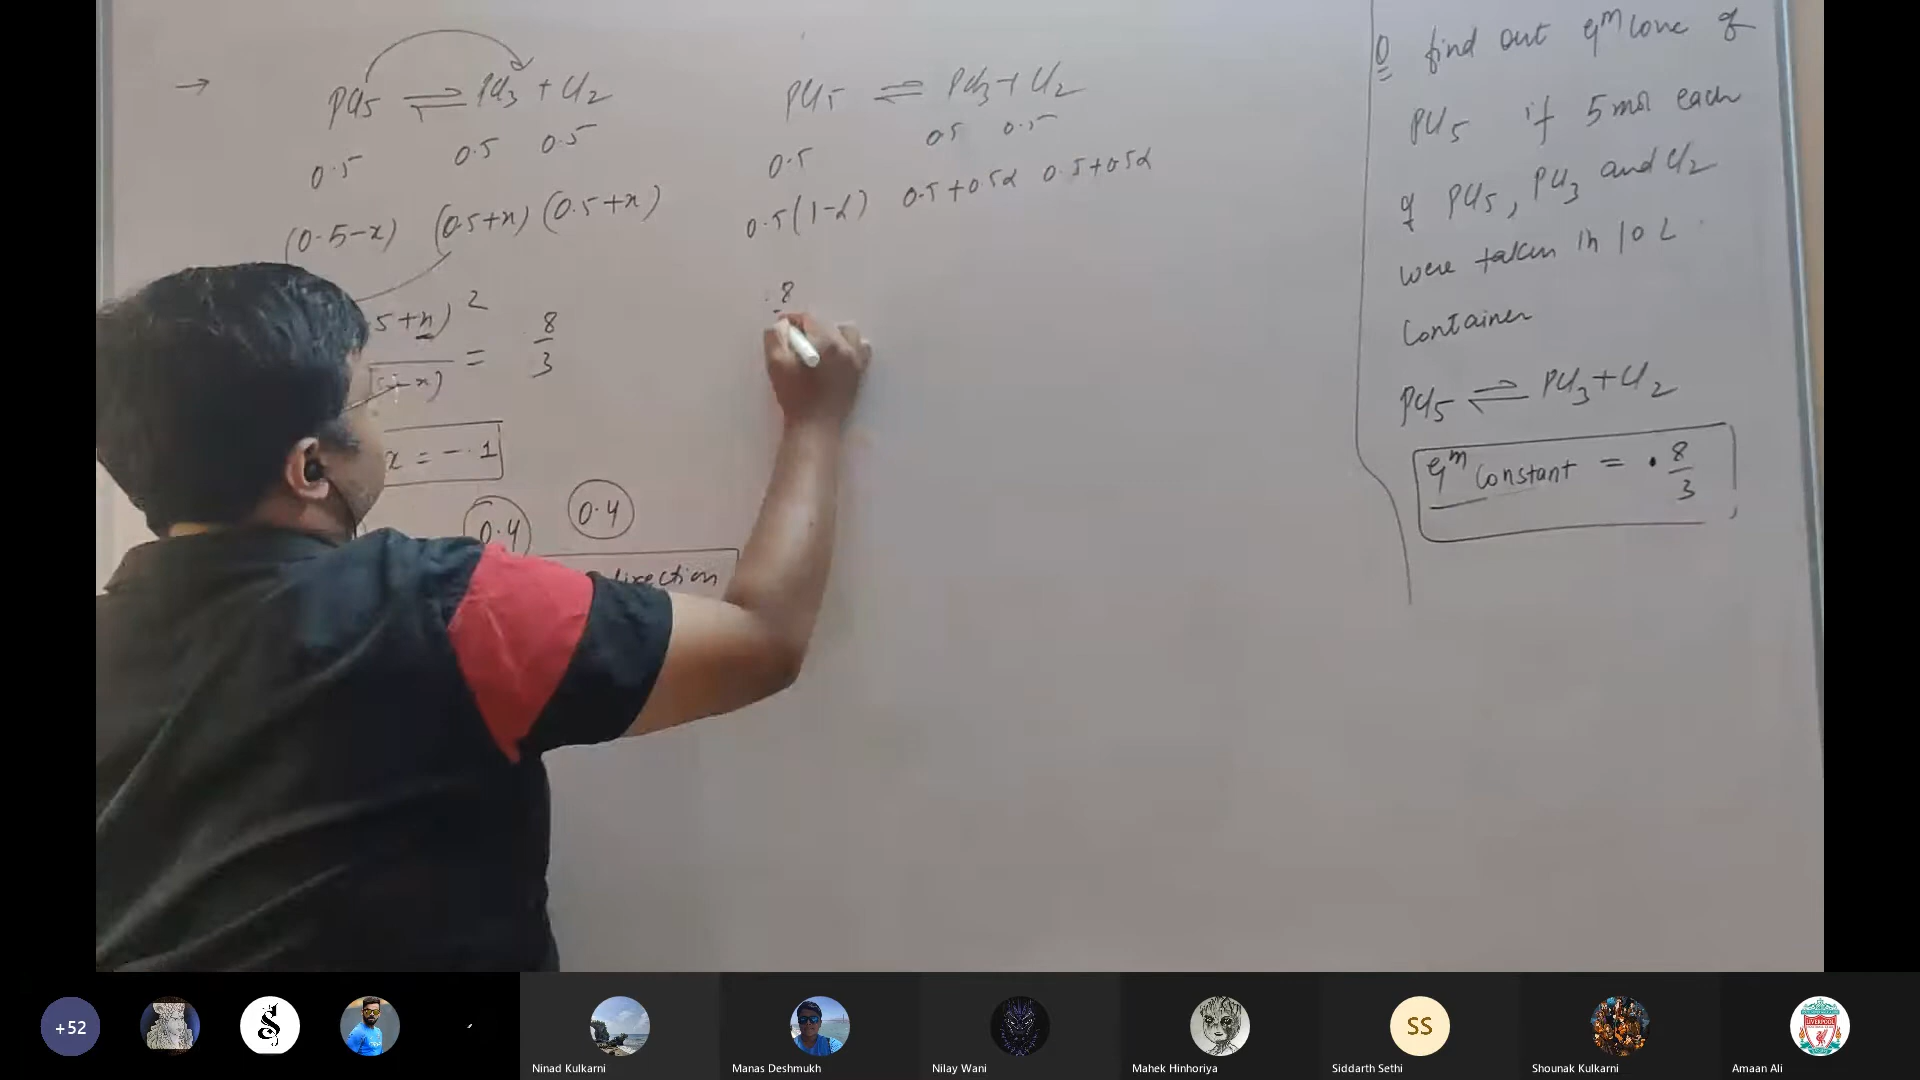 → PCl5 ⇌ PCl3 + Cl2
0.5 0.5 0.5
(0.5-x) (0.5+x) (0.5+x)
5+x)2
-x) = .8/3
x = -.1
0.4 0.4
direction
PCl5 ⇌ PCl3 + Cl2
0.5 0.5 0.5
0.5(1-α) 0.5+0.5α 0.5+0.5α
.8
Q find out eqm conc of
PCl5 if 5 mol each
of PCl5, PCl3 and Cl2
were taken in 10 L
Container
PCl5 ⇌ PCl3 + Cl2
eqm Constant = .8/3
+52
Ninad Kulkarni
Manas Deshmukh
Nilay Wani
Mahek Hinhoriya
SS
Siddarth Sethi
Shounak Kulkarni
Amaan Ali